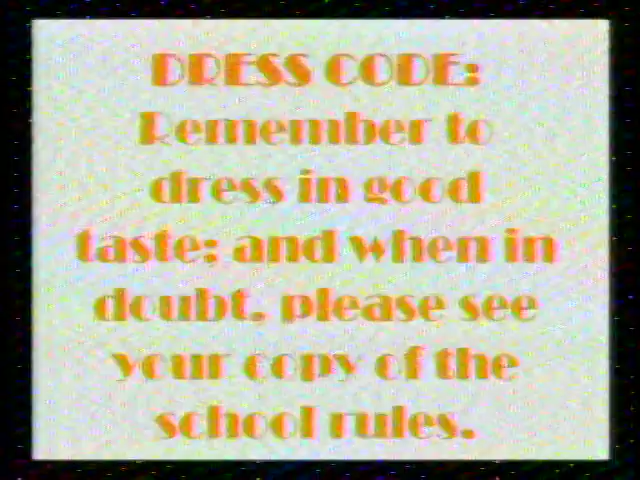 DRESS CODE:
Remember to
dress in good
taste; and when in
doubt, please see
your copy of the
school rules.